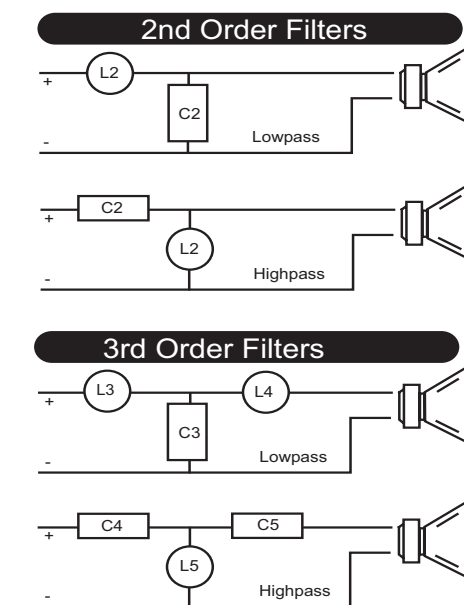 2nd Order Filters
L2
+
C2
-
Lowpass
C2
+
L2
-
Highpass
3rd Order Filters
L3
L4
+
C3
-
Lowpass
C4
C5
+
L5
-
Highpass